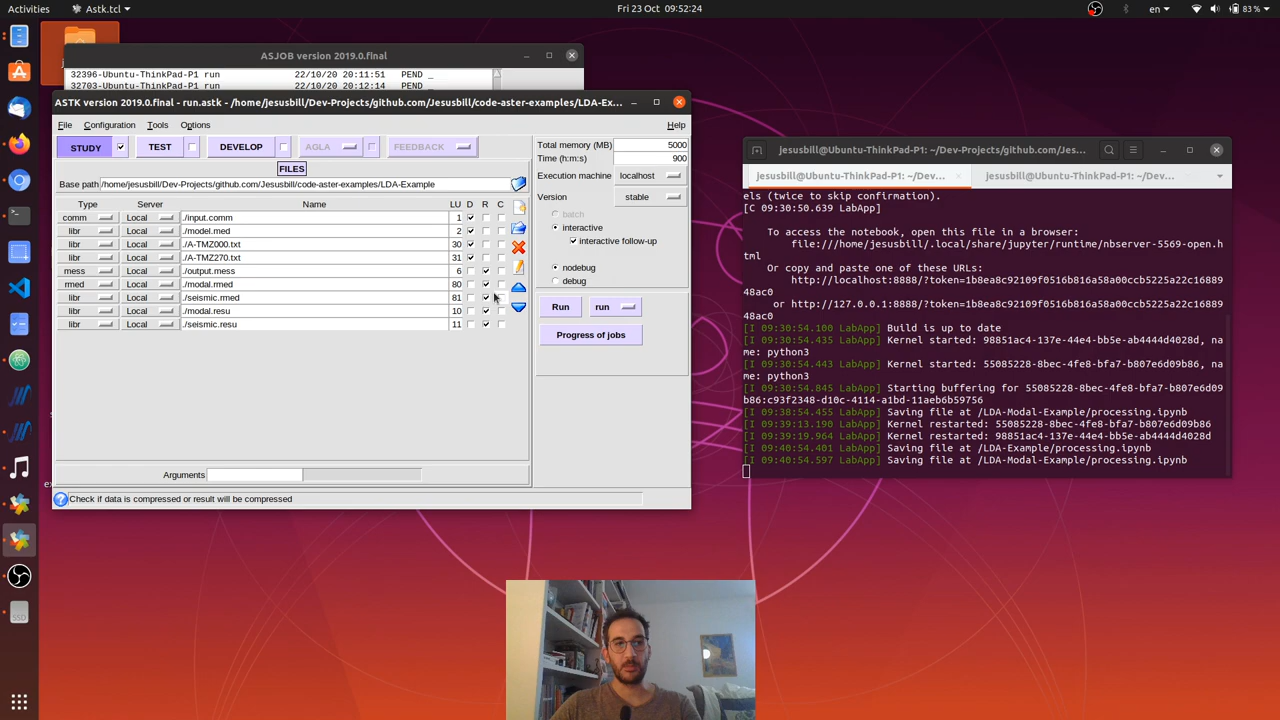 Activities
Astk.tcl
Fri 23 Oct 09:52:24
en
83 %
ASJOB version 2019.0.final
32396-Ubuntu-ThinkPad-P1 run 22/10/20 20:11:51 PEND _
32703-Ubuntu-ThinkPad-P1 run 22/10/20 20:12:14 PEND
ASTK version 2019.0.final - run.astk - /home/jesusbill/Dev-Projects/github.com/Jesusbill/code-aster-examples/LDA-Ex...
File Configuration Tools Options Help
STUDY TEST DEVELOP AGLA FEEDBACK
FILES
Base path /home/jesusbill/Dev-Projects/github.com/Jesusbill/code-aster-examples/LDA-Example
Type Server Name LU D R C
comm Local ./input.comm 1
libr Local ./model.med 2
libr Local ./A-TMZ000.txt 30
libr Local ./A-TMZ270.txt 31
mess Local ./output.mess 6
rmed Local ./modal.rmed 80
libr Local ./seismic.rmed 81
libr Local ./modal.resu 10
libr Local ./seismic.resu 11
Arguments
Check if data is compressed or result will be compressed
Total memory (MB) 5000
Time (h:m:s) 900
Execution machine localhost
Version stable
batch
interactive
interactive follow-up
nodebug
debug
Run run
Progress of jobs
jesusbill@Ubuntu-ThinkPad-P1: ~/Dev-Projects/github.com/Jes...
jesusbill@Ubuntu-ThinkPad-P1: ~/Dev... jesusbill@Ubuntu-ThinkPad-P1: ~/Dev...
els (twice to skip confirmation).
[C 09:30:50.639 LabApp]
To access the notebook, open this file in a browser:
file:///home/jesusbill/.local/share/jupyter/runtime/nbserver-5569-open.h
tml
Or copy and paste one of these URLs:
http://localhost:8888/?token=1b1ea8c92109f0516b816a58a6ccb5225acc16368922
48ac0
or http://127.0.0.1:8888/?token=1b1ea8c92109f0516b816a58a6ccb5225acc16368922
48ac0
[I 09:30:54.100 LabApp] Build is up to date
[I 09:30:54.435 LabApp] Kernel started: 98851ac4-137e-44e4-bb5e-ab4444d4028d, na
me: python3
[I 09:30:54.443 LabApp] Kernel started: 55085228-8bec-4fe8-bfa7-b807e6d09b86, na
me: python3
[I 09:30:54.845 LabApp] Starting buffering for 55085228-8bec-4fe8-bfa7-b807e6d09
b86:c93f2348-d10c-4114-a1bd-11aeb6b59756
[I 09:38:54.455 LabApp] Saving file at /LDA-Modal-Example/processing.ipynb
[I 09:39:13.190 LabApp] Kernel restarted: 55085228-8bec-4fe8-bfa7-b807e6d09b86
[I 09:39:19.964 LabApp] Kernel restarted: 98851ac4-137e-44e4-bb5e-ab4444d4028d
[I 09:40:54.401 LabApp] Saving file at /LDA-Example/processing.ipynb
[I 09:40:54.597 LabApp] Saving file at /LDA-Modal-Example/processing.ipynb
SSD